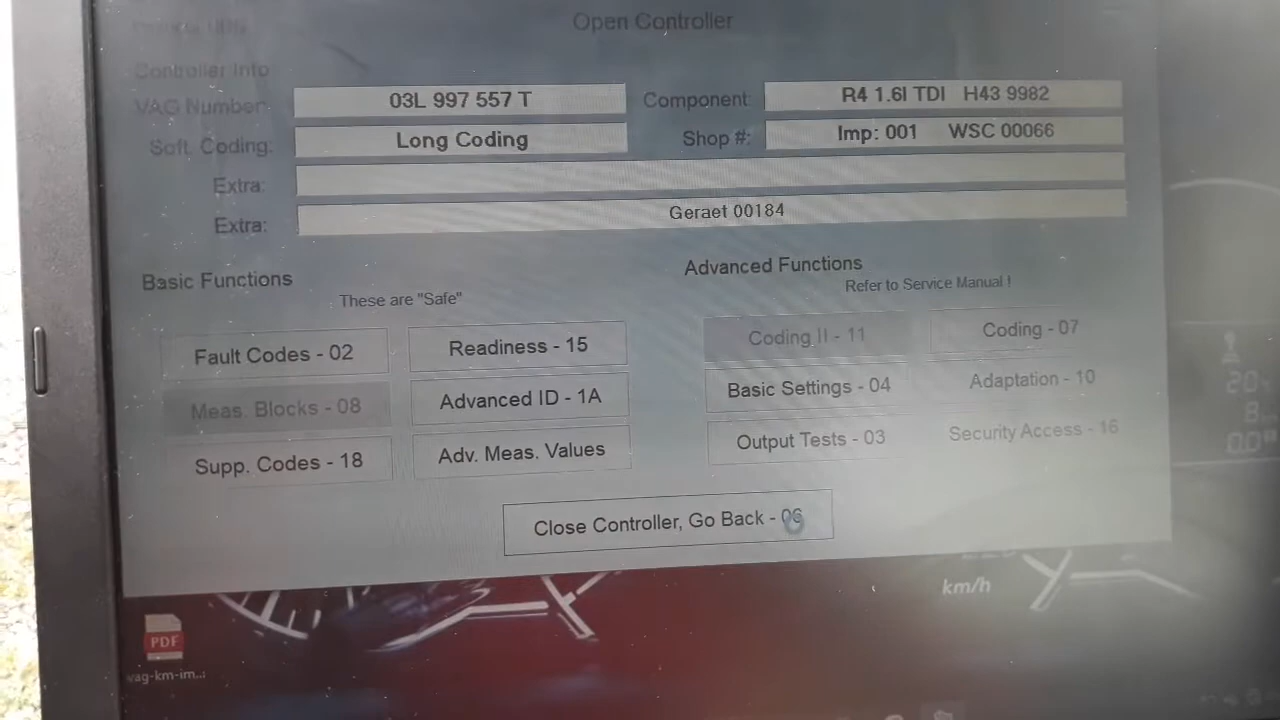 Open Controller
Controller Info
VAG Number: 03L 997 557 T Component: R4 1.6l TDI H43 9982
Soft. Coding: Long Coding Shop #: Imp: 001 WSC 00066
Extra:
Extra: Geraet 00184
Basic Functions Advanced Functions
These are "Safe" Refer to Service Manual !
Fault Codes - 02 Readiness - 15 Coding II - 11 Coding - 07
Meas. Blocks - 08 Advanced ID - 1A Basic Settings - 04 Adaptation - 10
Supp. Codes - 18 Adv. Meas. Values Output Tests - 03 Security Access - 16
Close Controller, Go Back - 06
km/h
PDF
vag-km-im...